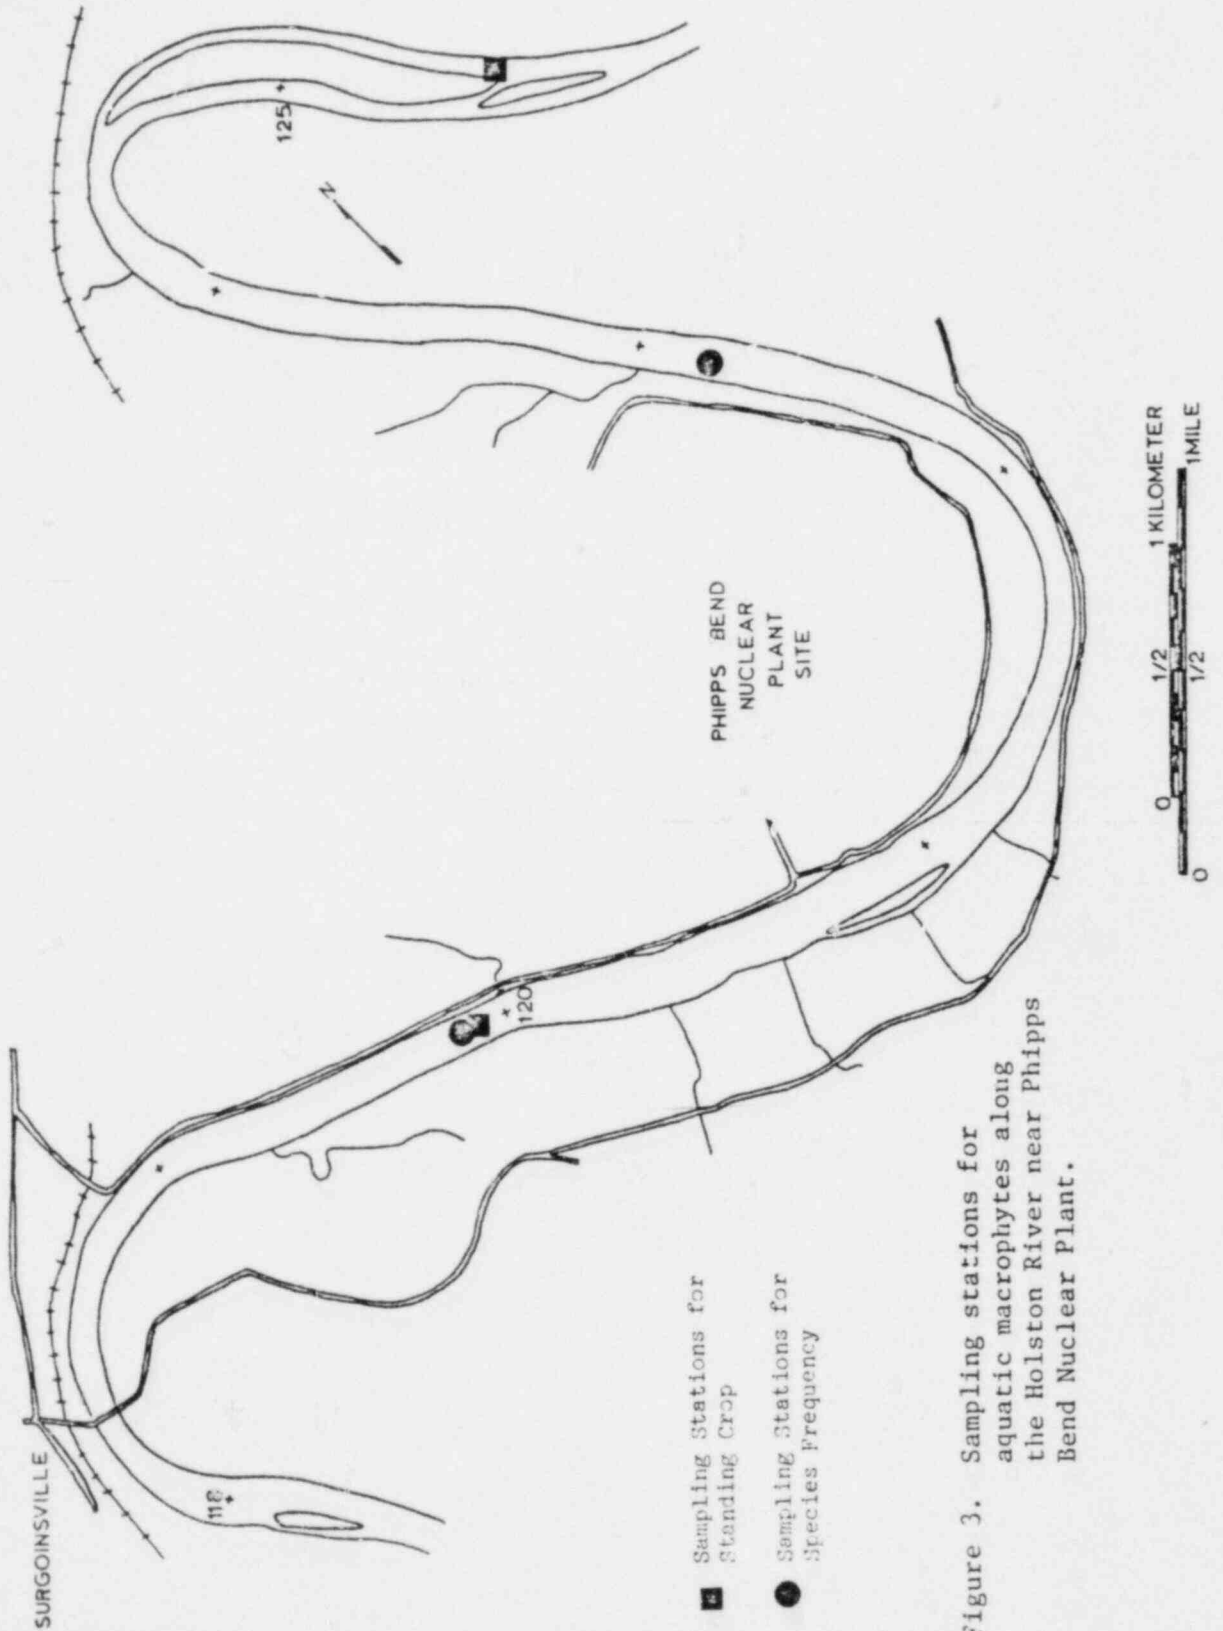 SURGOINSVILLE
118
120
125
N
PHIPPS BEND
NUCLEAR
PLANT
SITE
0 1/2 1 KILOMETER
0 1/2 1 MILE
Sampling Stations for
Standing Crop
Sampling Stations for
Species Frequency
Figure 3. Sampling stations for
aquatic macrophytes along
the Holston River near Phipps
Bend Nuclear Plant.